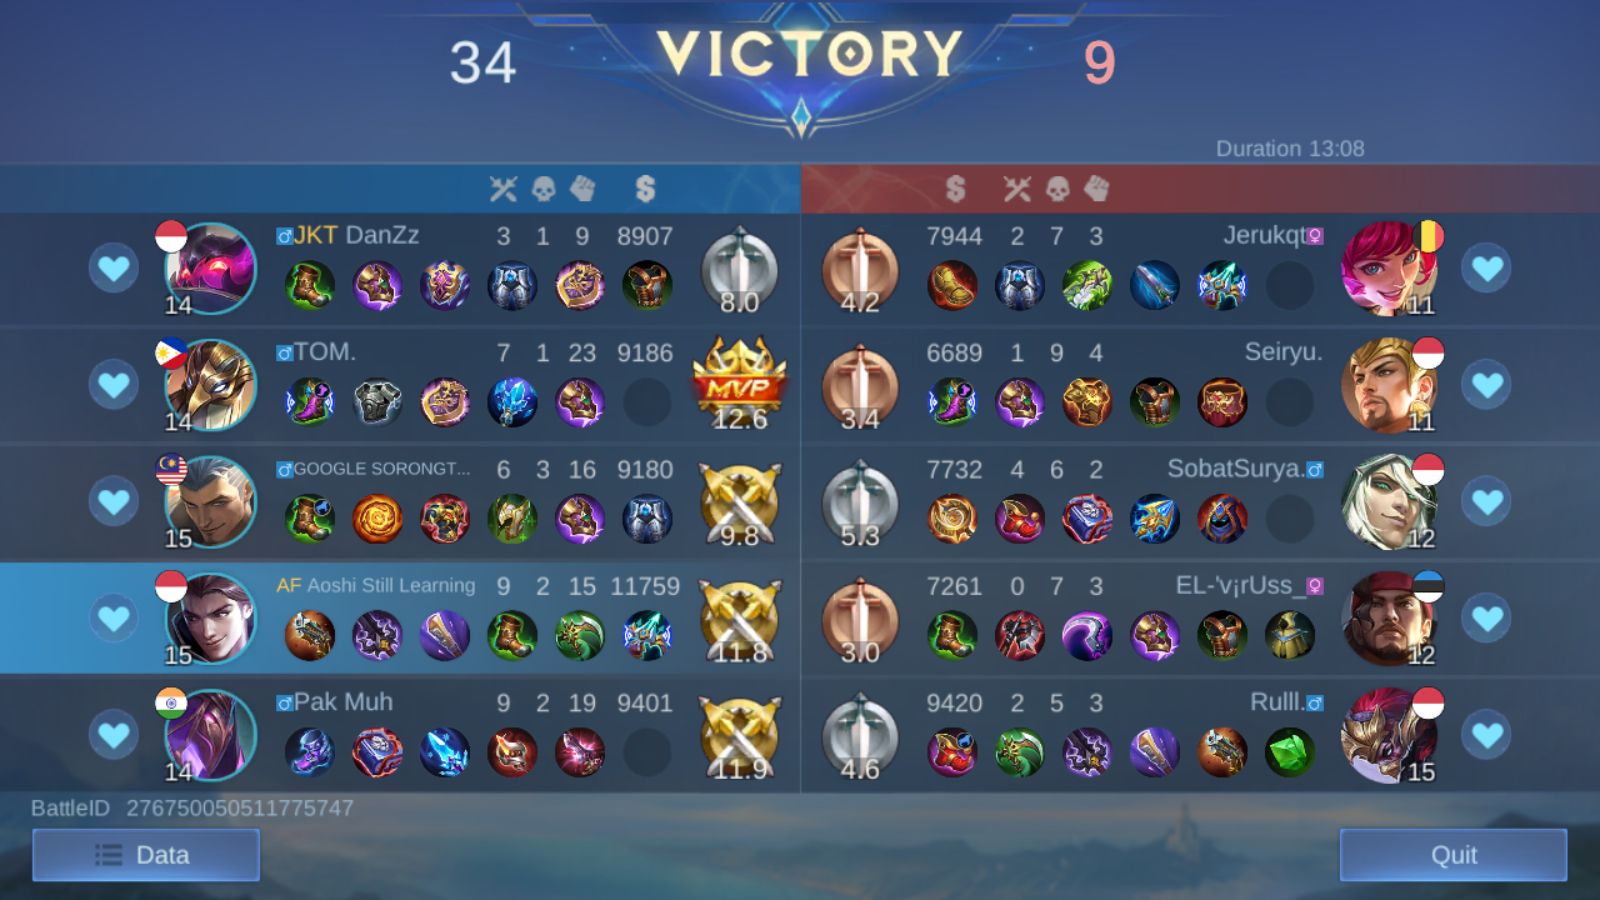 34 VICTORY 9
Duration 13:08
JKT DanZz 3 1 9 8907
14 8.0
4.2 7944 2 7 3 Jerukqt
11
TOM. 7 1 23 9186
14 MVP 12.6
3.4 6689 1 9 4 Seiryu.
11
GOOGLE SORONGT... 6 3 16 9180
15 9.8
5.3 7732 4 6 2 SobatSurya.
12
AF Aoshi Still Learning 9 2 15 11759
15 11.8
3.0 7261 0 7 3 EL-'v¡rUss_
12
Pak Muh 9 2 19 9401
14 11.9
4.6 9420 2 5 3 Rulll.
15
BattleID 276750050511775747
Data
Quit